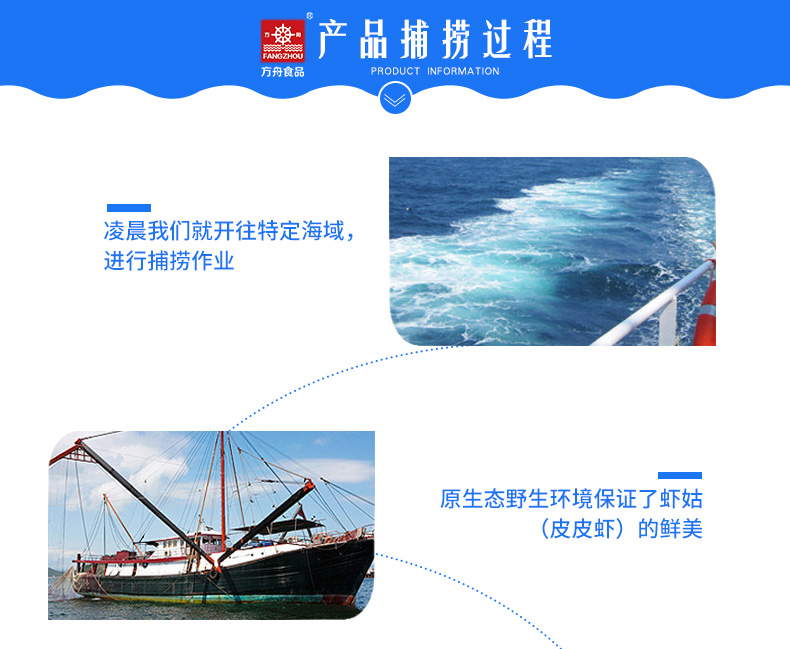 方舟
FANGZHOU
®
方舟食品
产品捕捞过程
PRODUCT INFORMATION
凌晨我们就开往特定海域，
进行捕捞作业
原生态野生环境保证了虾姑
（皮皮虾）的鲜美